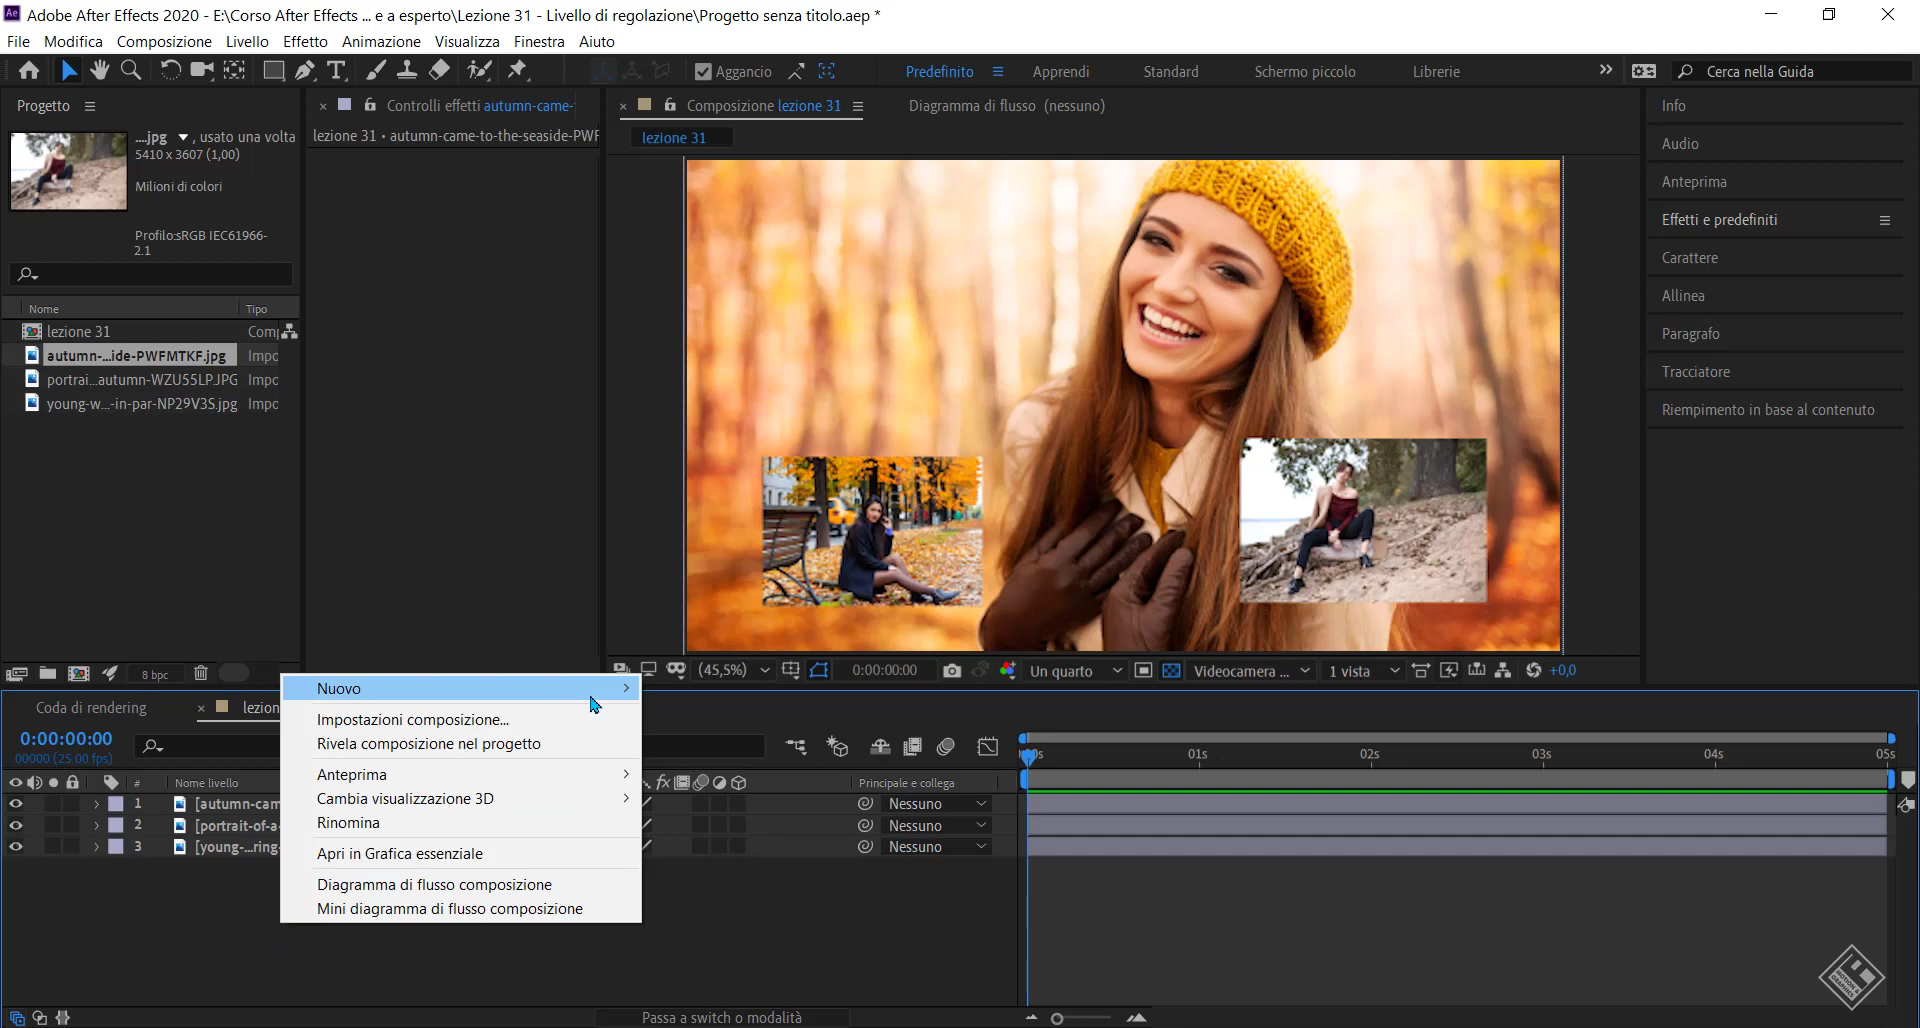 Adobe After Effects 2020 - E:\Corso After Effects ... e a esperto\Lezione 31 - Livello di regolazione\Progetto senza titolo.aep *
File Modifica Composizione Livello Effetto Animazione Visualizza Finestra Aiuto
Aggancio Predefinito Apprendi Standard Schermo piccolo Librerie Cerca nella Guida
Progetto
Controlli effetti autumn-came-
Composizione lezione 31
Diagramma di flusso (nessuno)
Info
lezione 31 • autumn-came-to-the-seaside-PWF
lezione 31
....jpg , usato una volta
5410 x 3607 (1,00)
Milioni di colori
Profilo:sRGB IEC61966-
2.1
Audio
Anteprima
Effetti e predefiniti
Carattere
Allinea
Paragrafo
Tracciatore
Riempimento in base al contenuto
Nome Tipo
lezione 31 Com
autumn-...ide-PWFMTKF.jpg Impo
portrai...autumn-WZU55LP.JPG Impo
young-w...-in-par-NP29V3S.jpg Impo
8 bpc
(45,5%) 0:00:00:00 Un quarto Videocamera ... 1 vista +0,0
Coda di rendering lezion
0:00:00:00
00000 (25.00 fps)
# Nome livello fx Principale e collega
1 [autumn-cam Nessuno
2 [portrait-of-a- Nessuno
3 [young-...ring- Nessuno
Nuovo
Impostazioni composizione...
Rivela composizione nel progetto
Anteprima
Cambia visualizzazione 3D
Rinomina
Apri in Grafica essenziale
Diagramma di flusso composizione
Mini diagramma di flusso composizione
01s 02s 03s 04s 05s
Passa a switch o modalità